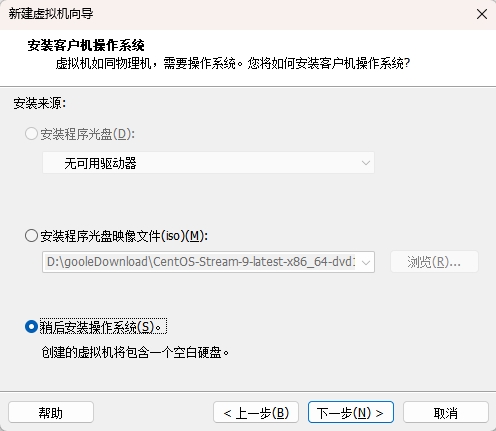 新建虚拟机向导
安装客户机操作系统
虚拟机如同物理机，需要操作系统。您将如何安装客户机操作系统?
安装来源:
安装程序光盘(D):
无可用驱动器
安装程序光盘映像文件(iso)(M):
D:\gooleDownload\CentOS-Stream-9-latest-x86_64-dvd1
浏览(R)...
稍后安装操作系统(S)。
创建的虚拟机将包含一个空白硬盘。
帮助
< 上一步(B)
下一步(N) >
取消